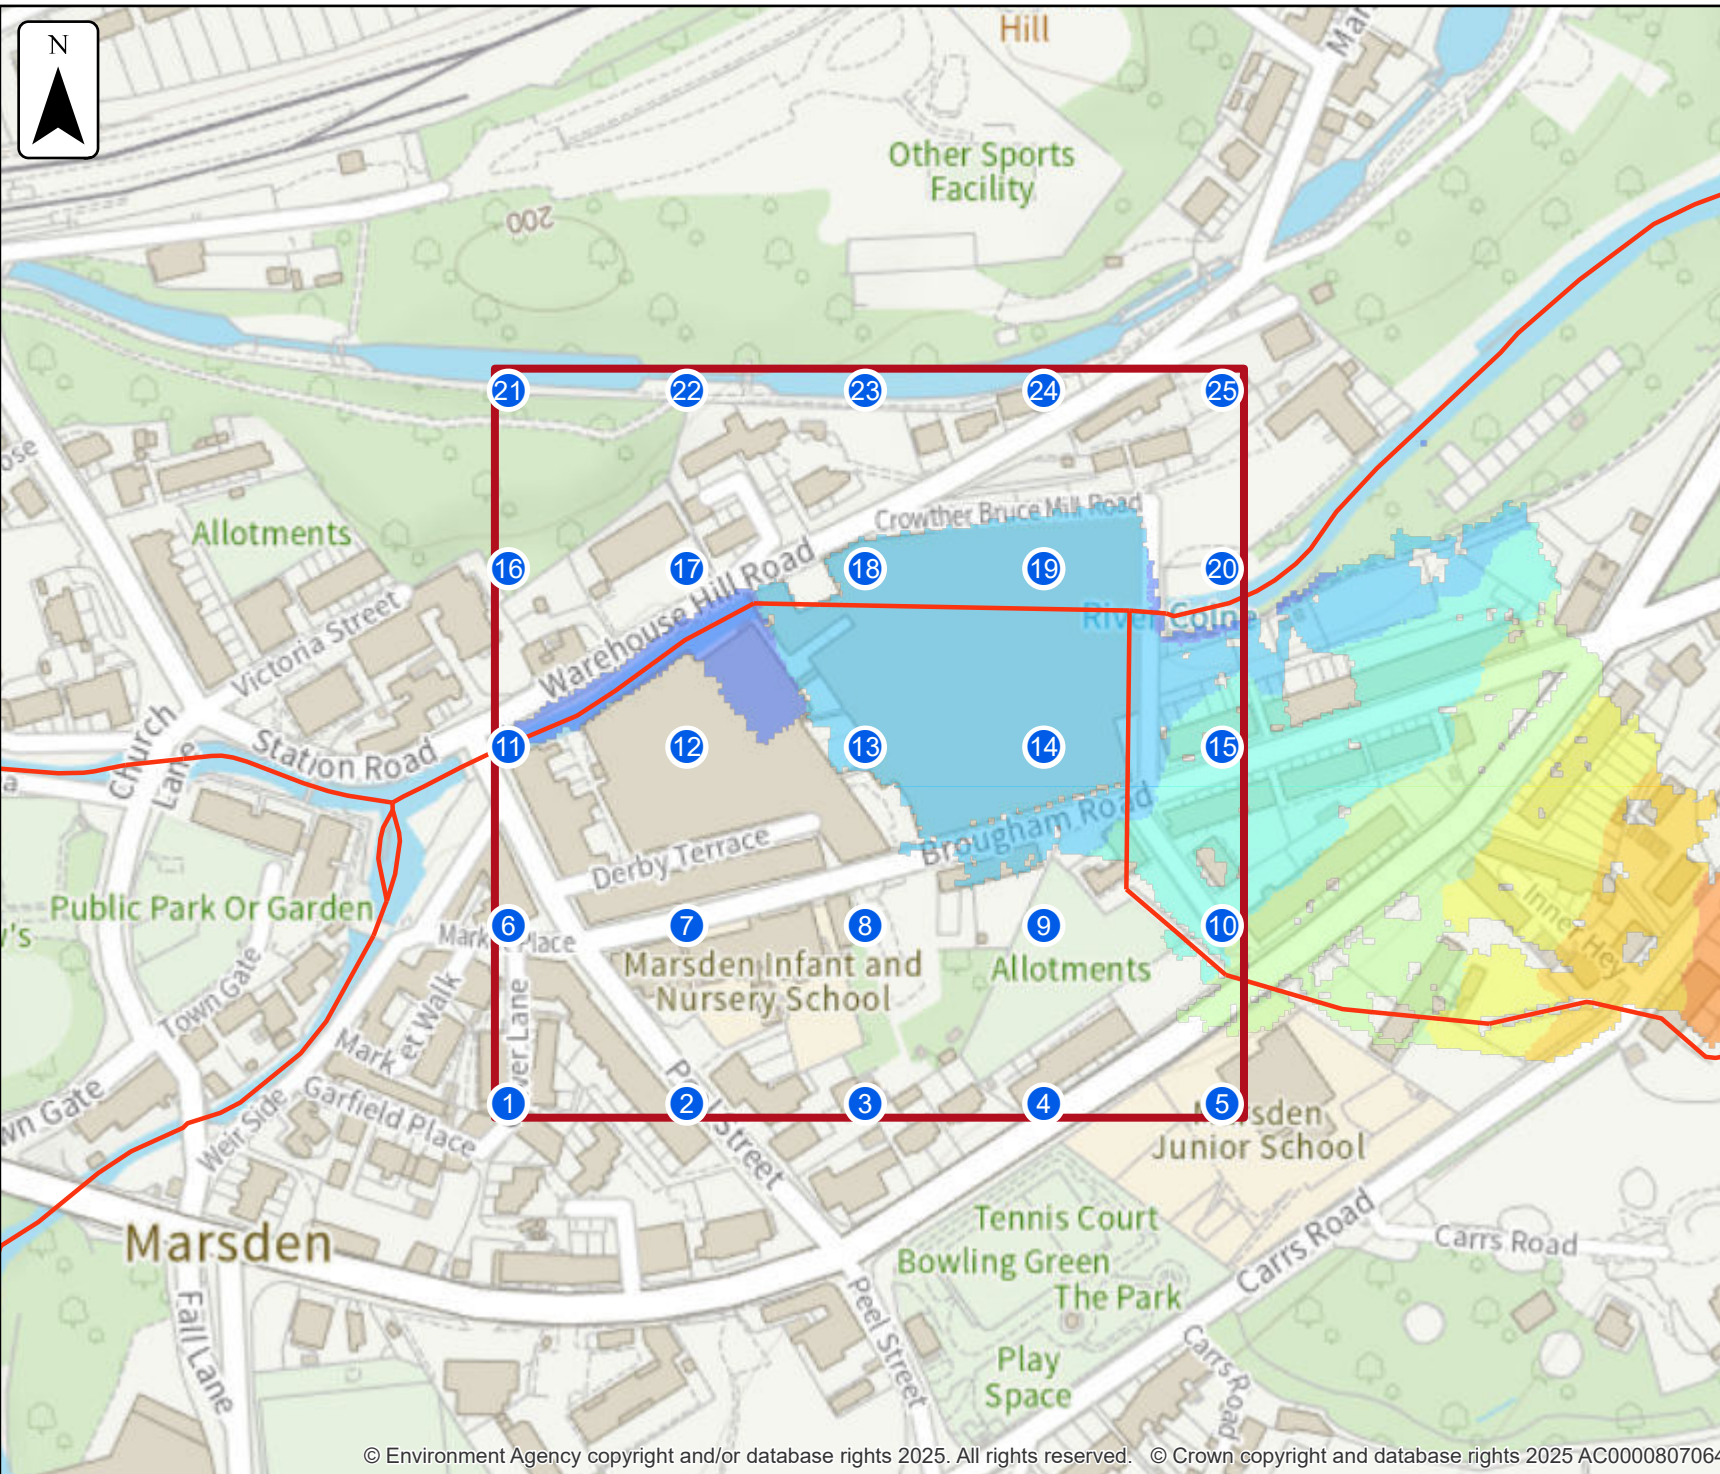 N
Hill
Other Sports
Facility
200
21
22
23
24
25
Allotments
Crowther Bruce Mill Road
16
17
18
19
20
Warehouse Hill Road
Victoria Street
River Colne
Church
Lane
Station Road
11
12
13
14
15
Brougham Road
Derby Terrace
Public Park Or Garden
6
7
8
9
10
Market Place
Marsden Infant and
Nursery School
Allotments
Inner Hey
Town Gate
Market Walk
1
2
3
4
5
Garfield Place
Weir Side
Peel Street
Marsden
Junior School
Tennis Court
Bowling Green
The Park
Carrs Road
Carrs Road
Marsden
Fall Lane
Peel Street
Play
Space
Carrs Road
© Environment Agency copyright and/or database rights 2025. All rights reserved. © Crown copyright and database rights 2025 AC000080706